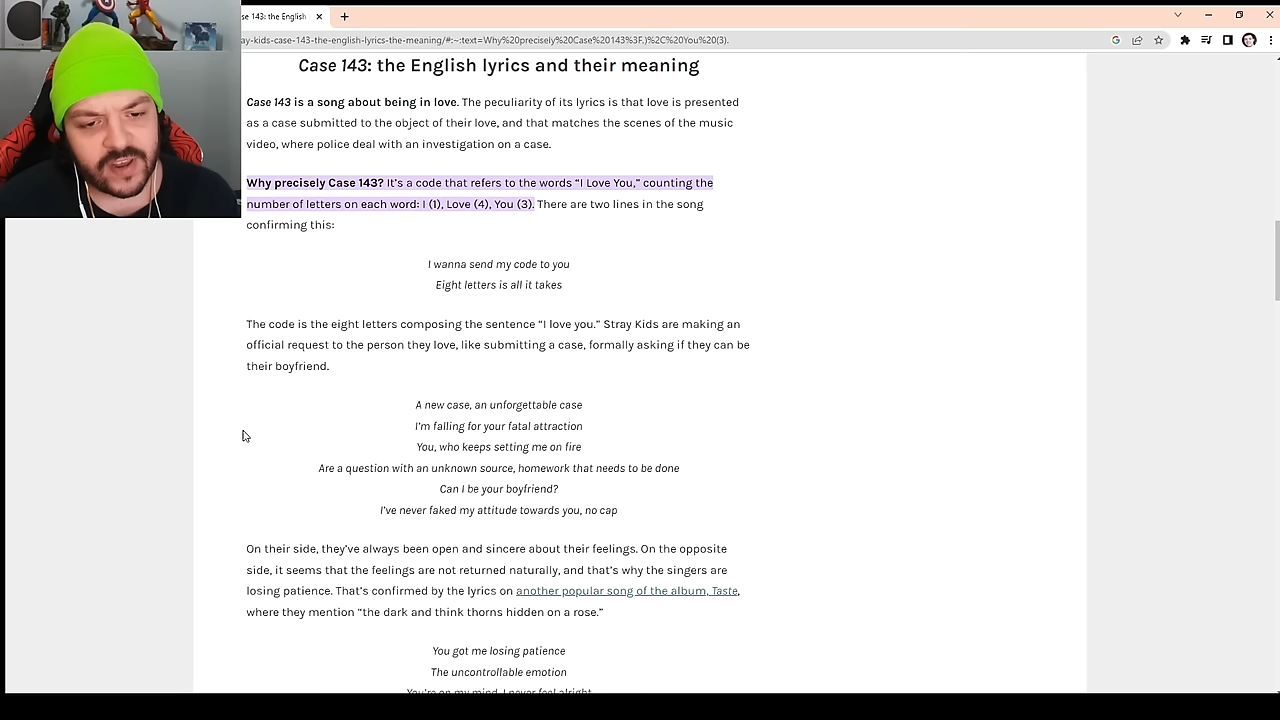 se 143: the English
ay-kids-case-143-the-english-lyrics-the-meaning/#:~:text=Why%20precisely%20Case%20143%3F,)%2C%20You%20(3).
Case 143: the English lyrics and their meaning
Case 143 is a song about being in love. The peculiarity of its lyrics is that love is presented
as a case submitted to the object of their love, and that matches the scenes of the music
video, where police deal with an investigation on a case.
Why precisely Case 143? It's a code that refers to the words “I Love You,” counting the
number of letters on each word: I (1), Love (4), You (3). There are two lines in the song
confirming this:
I wanna send my code to you
Eight letters is all it takes
The code is the eight letters composing the sentence “I love you.” Stray Kids are making an
official request to the person they love, like submitting a case, formally asking if they can be
their boyfriend.
A new case, an unforgettable case
I'm falling for your fatal attraction
You, who keeps setting me on fire
Are a question with an unknown source, homework that needs to be done
Can I be your boyfriend?
I've never faked my attitude towards you, no cap
On their side, they've always been open and sincere about their feelings. On the opposite
side, it seems that the feelings are not returned naturally, and that's why the singers are
losing patience. That's confirmed by the lyrics on another popular song of the album, Taste,
where they mention “the dark and think thorns hidden on a rose.”
You got me losing patience
The uncontrollable emotion
You're on my mind, I never feel alright